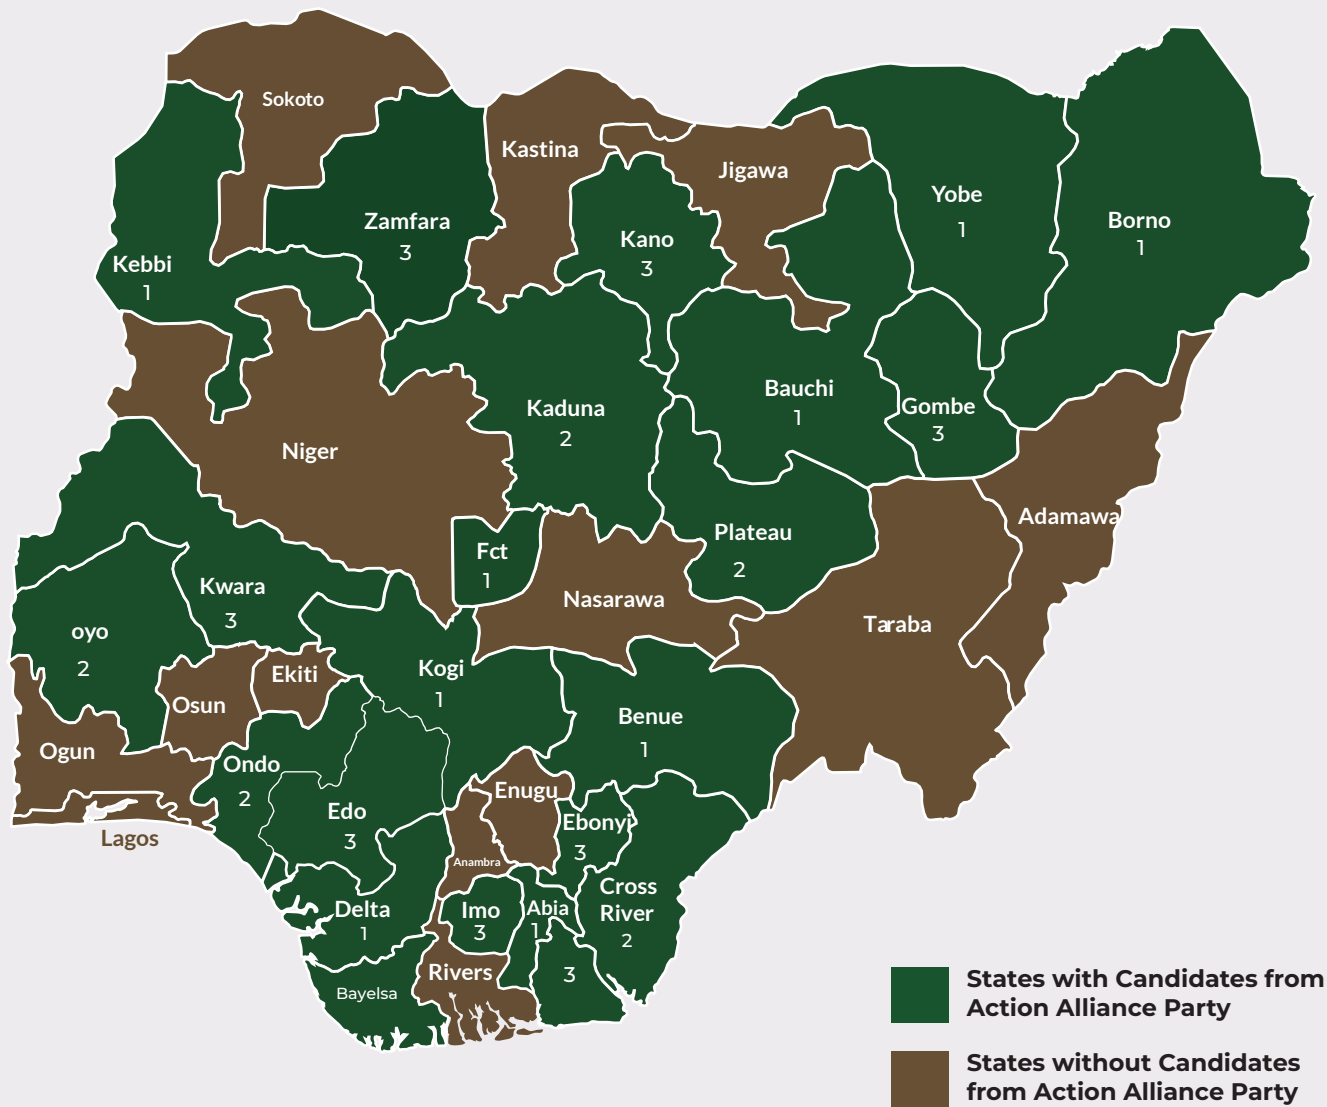 Sokoto
Kastina
Jigawa
Yobe
1
Borno
1
Zamfara
3
Kano
3
Kebbi
1
Bauchi
1
Gombe
3
Kaduna
2
Niger
Adamawa
Plateau
2
Fct
1
Nasarawa
Taraba
Kwara
3
oyo
2
Kogi
1
Ekiti
Osun
Benue
1
Ogun
Ondo
2
Enugu
Edo
3
Ebonyi
3
Lagos
Anambra
Cross
River
2
Delta
1
Imo
3
Abia
1
3
Rivers
Bayelsa
States with Candidates from
Action Alliance Party
States without Candidates
from Action Alliance Party